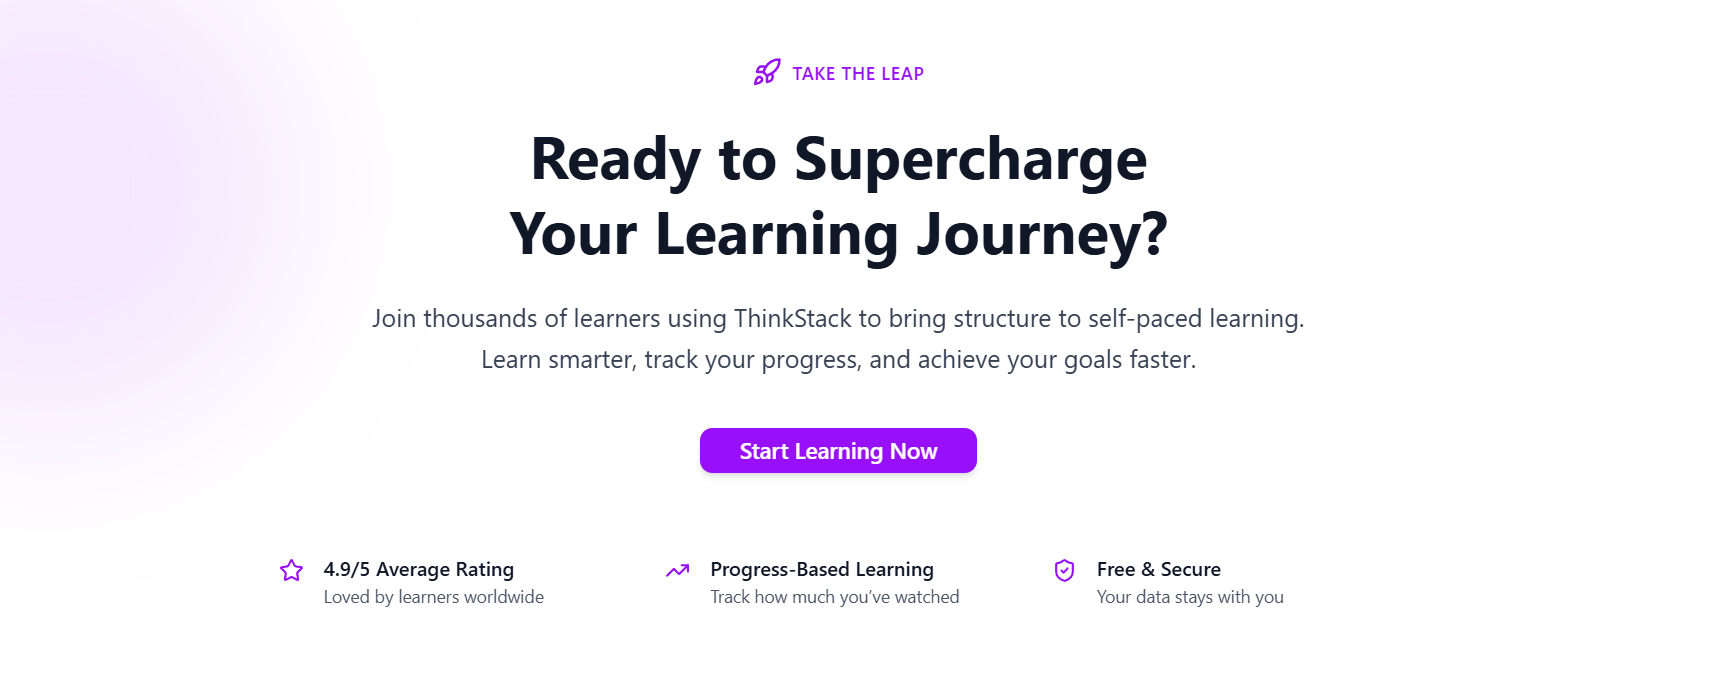 TAKE THE LEAP
Ready to Supercharge
Your Learning Journey?
Join thousands of learners using ThinkStack to bring structure to self-paced learning.
Learn smarter, track your progress, and achieve your goals faster.
Start Learning Now
4.9/5 Average Rating
Loved by learners worldwide
Progress-Based Learning
Track how much you’ve watched
Free & Secure
Your data stays with you